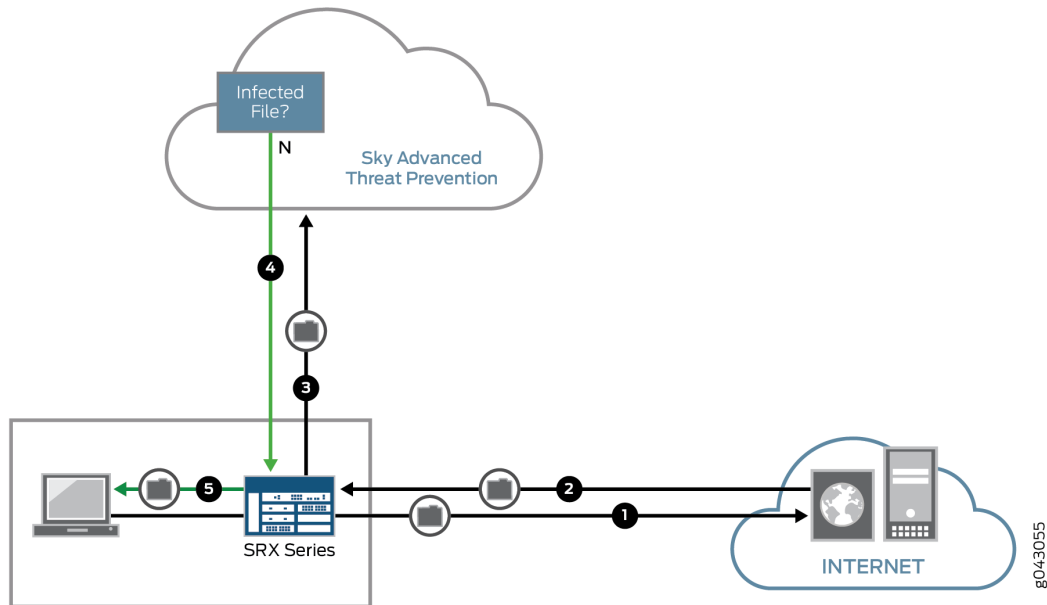 Infected
File?
N
Sky Advanced
Threat Prevention
4
3
5
2
1
SRX Series
INTERNET
g043055